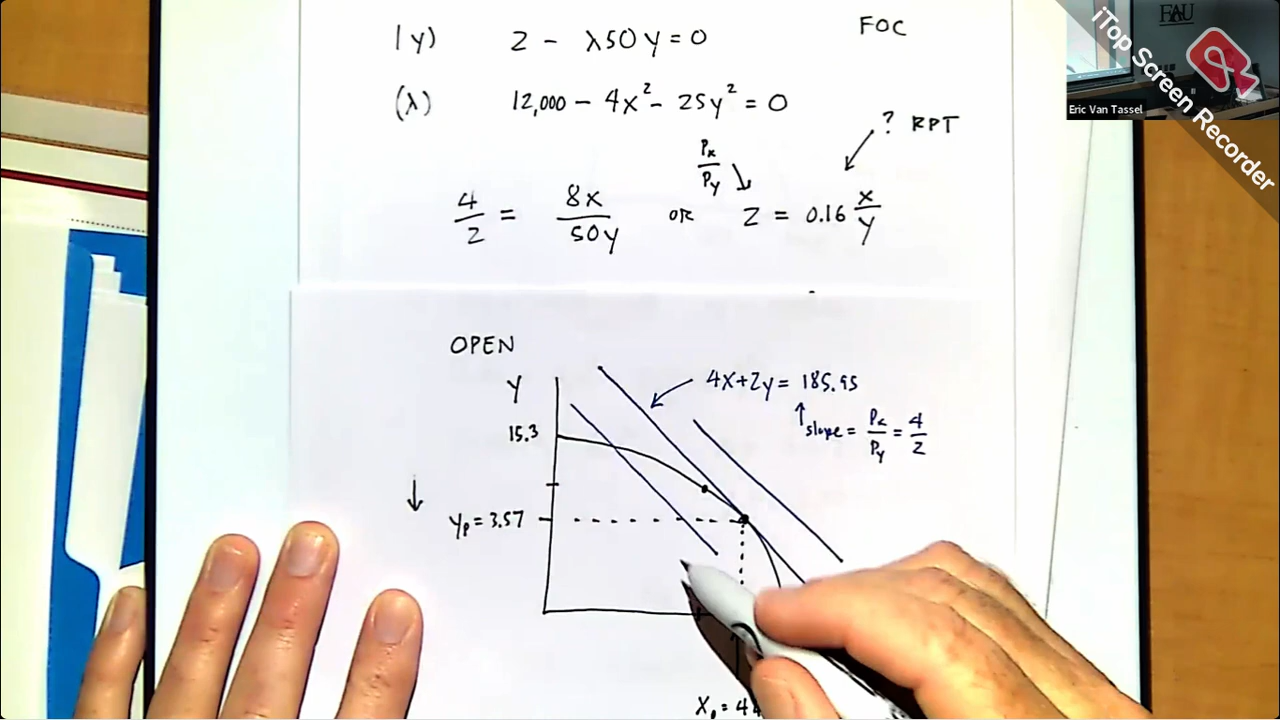 (y) 2 - λ50y = 0 FOC
(λ) 12,000 - 4x² - 25y² = 0
? RPT
Px/Py
4/2 = 8x/50y OR 2 = 0.16 x/y
OPEN
Y
4x+2y = 185.95
slope = Px/Py = 4/2
15.3
yp = 3.57
FAU
Eric Van Tassel
iTop Screen Recorder